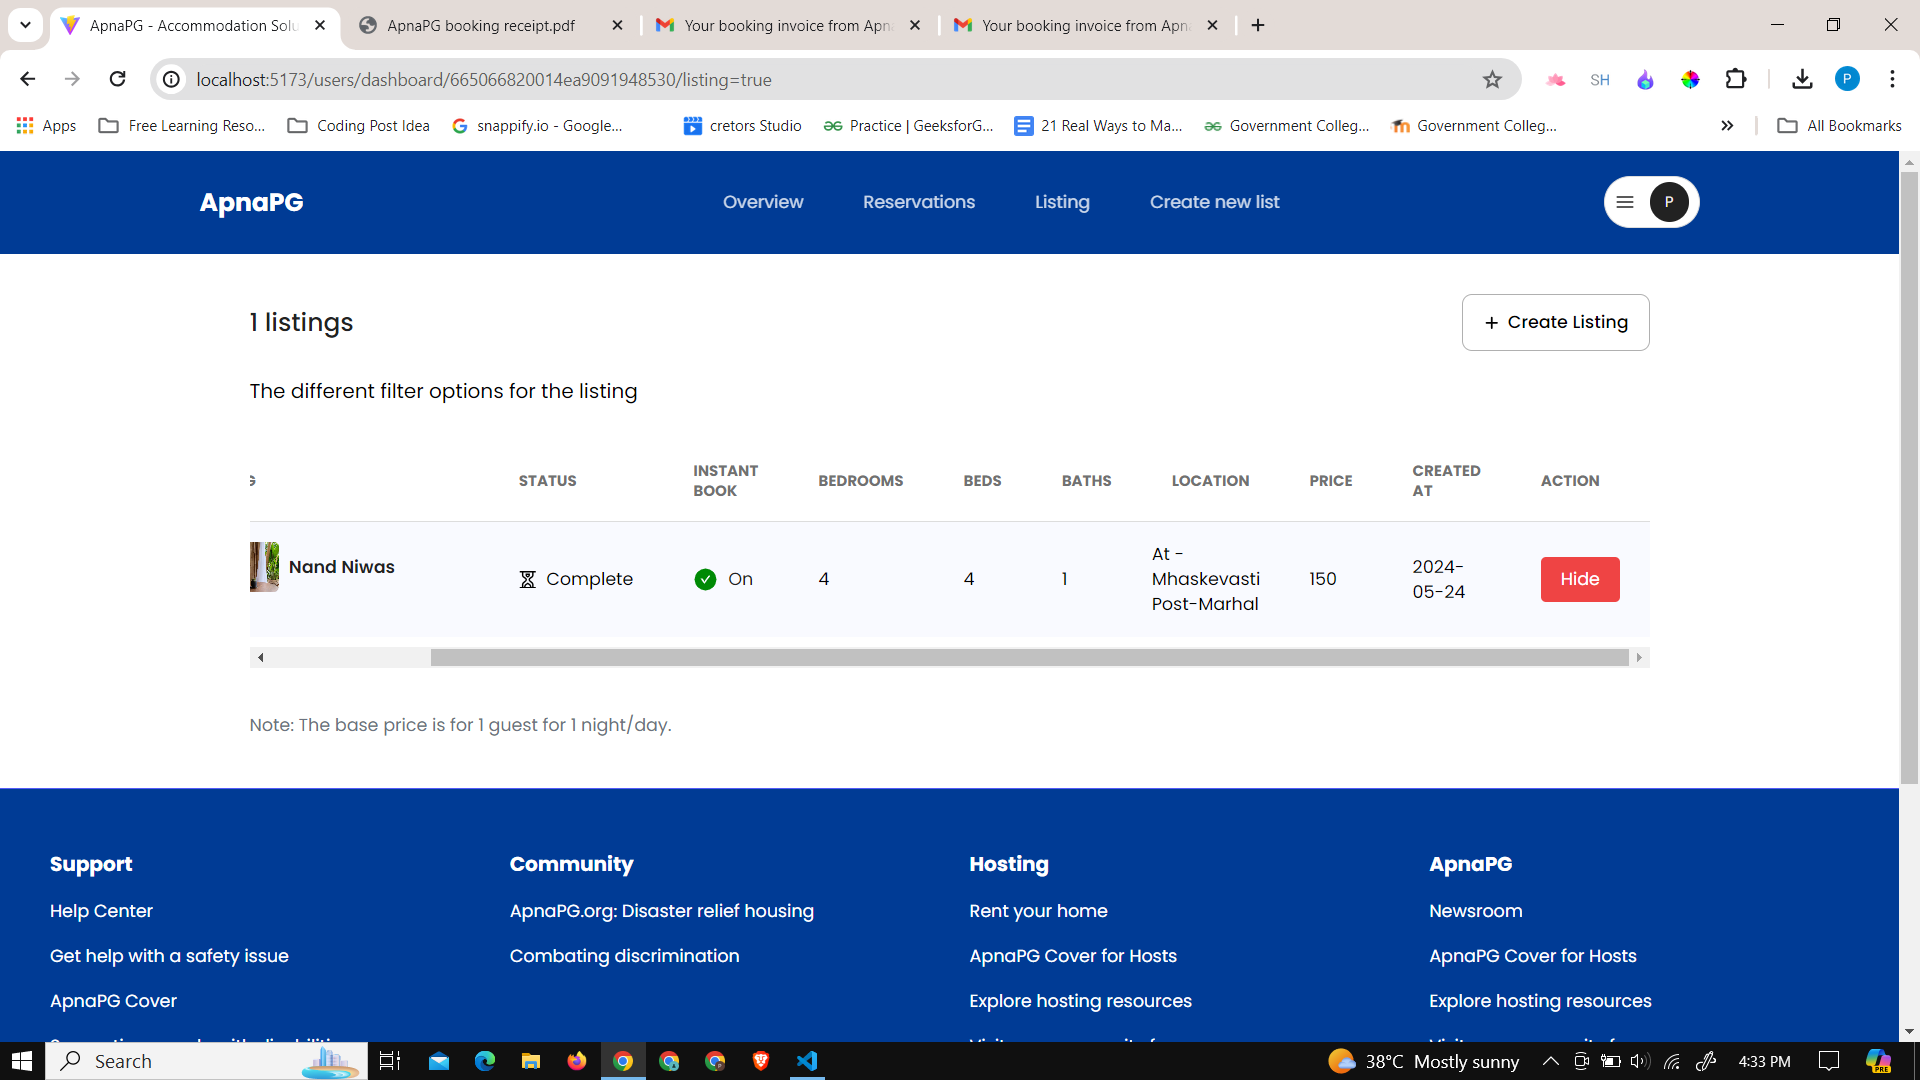 ApnaPG - Accommodation Solu
ApnaPG booking receipt.pdf
Your booking invoice from Apn
Your booking invoice from Apn
localhost:5173/users/dashboard/665066820014ea9091948530/listing=true
SH
P
Apps
Free Learning Reso...
Coding Post Idea
snappify.io - Google...
cretors Studio
Practice | GeeksforG...
21 Real Ways to Ma...
Government Colleg...
Government Colleg...
All Bookmarks
ApnaPG
Overview
Reservations
Listing
Create new list
P
1 listings
+ Create Listing
The different filter options for the listing
G
STATUS
INSTANT
BOOK
BEDROOMS
BEDS
BATHS
LOCATION
PRICE
CREATED
AT
ACTION
Nand Niwas
Complete
On
4
4
1
At -
Mhaskevasti
Post-Marhal
150
2024-
05-24
Hide
Note: The base price is for 1 guest for 1 night/day.
Support
Community
Hosting
ApnaPG
Help Center
ApnaPG.org: Disaster relief housing
Rent your home
Newsroom
Get help with a safety issue
Combating discrimination
ApnaPG Cover for Hosts
ApnaPG Cover for Hosts
ApnaPG Cover
Explore hosting resources
Explore hosting resources
Search
38°C Mostly sunny
4:33 PM
PRE